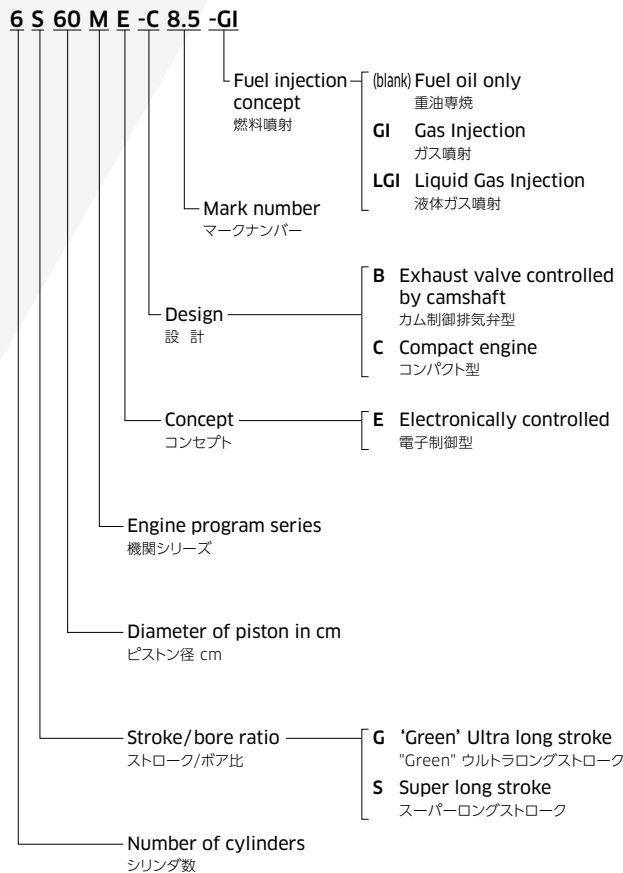 6 S 60 M E -C 8.5 -GI
Fuel injection
concept
燃料噴射
(blank) Fuel oil only
重油専焼
GI Gas Injection
ガス噴射
LGI Liquid Gas Injection
液体ガス噴射
Mark number
マークナンバー
Design
設 計
B Exhaust valve controlled
by camshaft
カム制御排気弁型
C Compact engine
コンパクト型
Concept
コンセプト
E Electronically controlled
電子制御型
Engine program series
機関シリーズ
Diameter of piston in cm
ピストン径 cm
Stroke/bore ratio
ストローク/ボア比
G ‘Green’ Ultra long stroke
"Green" ウルトラロングストローク
S Super long stroke
スーパーロングストローク
Number of cylinders
シリンダ数